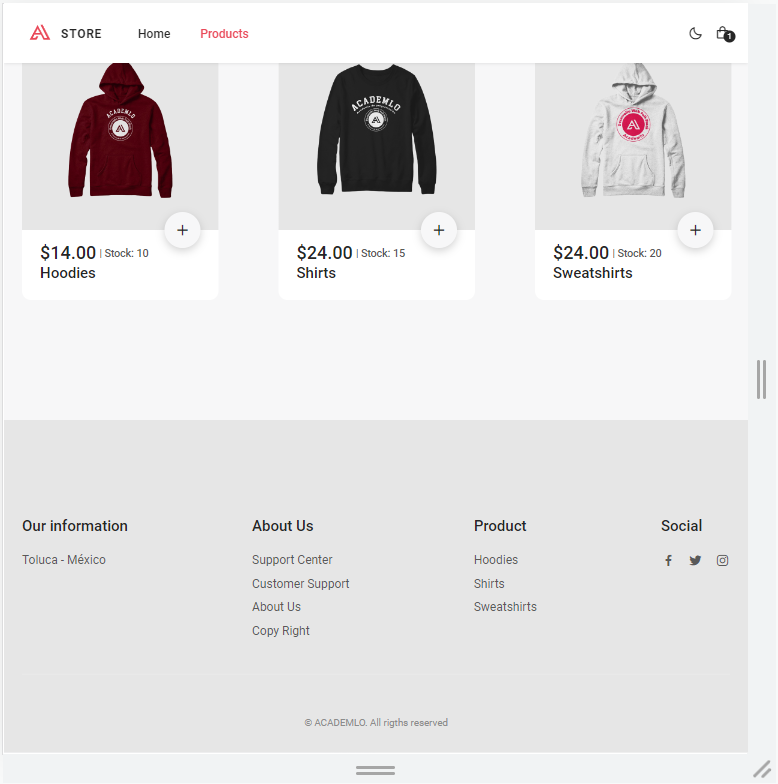 STORE Home Products 1
ACADEMLO ACADEMLO
$14.00 | Stock: 10 $24.00 | Stock: 15 $24.00 | Stock: 20
Hoodies Shirts Sweatshirts
Our information About Us Product Social
Toluca - México Support Center Hoodies
Customer Support Shirts
About Us Sweatshirts
Copy Right
© ACADEMLO. All rigths reserved